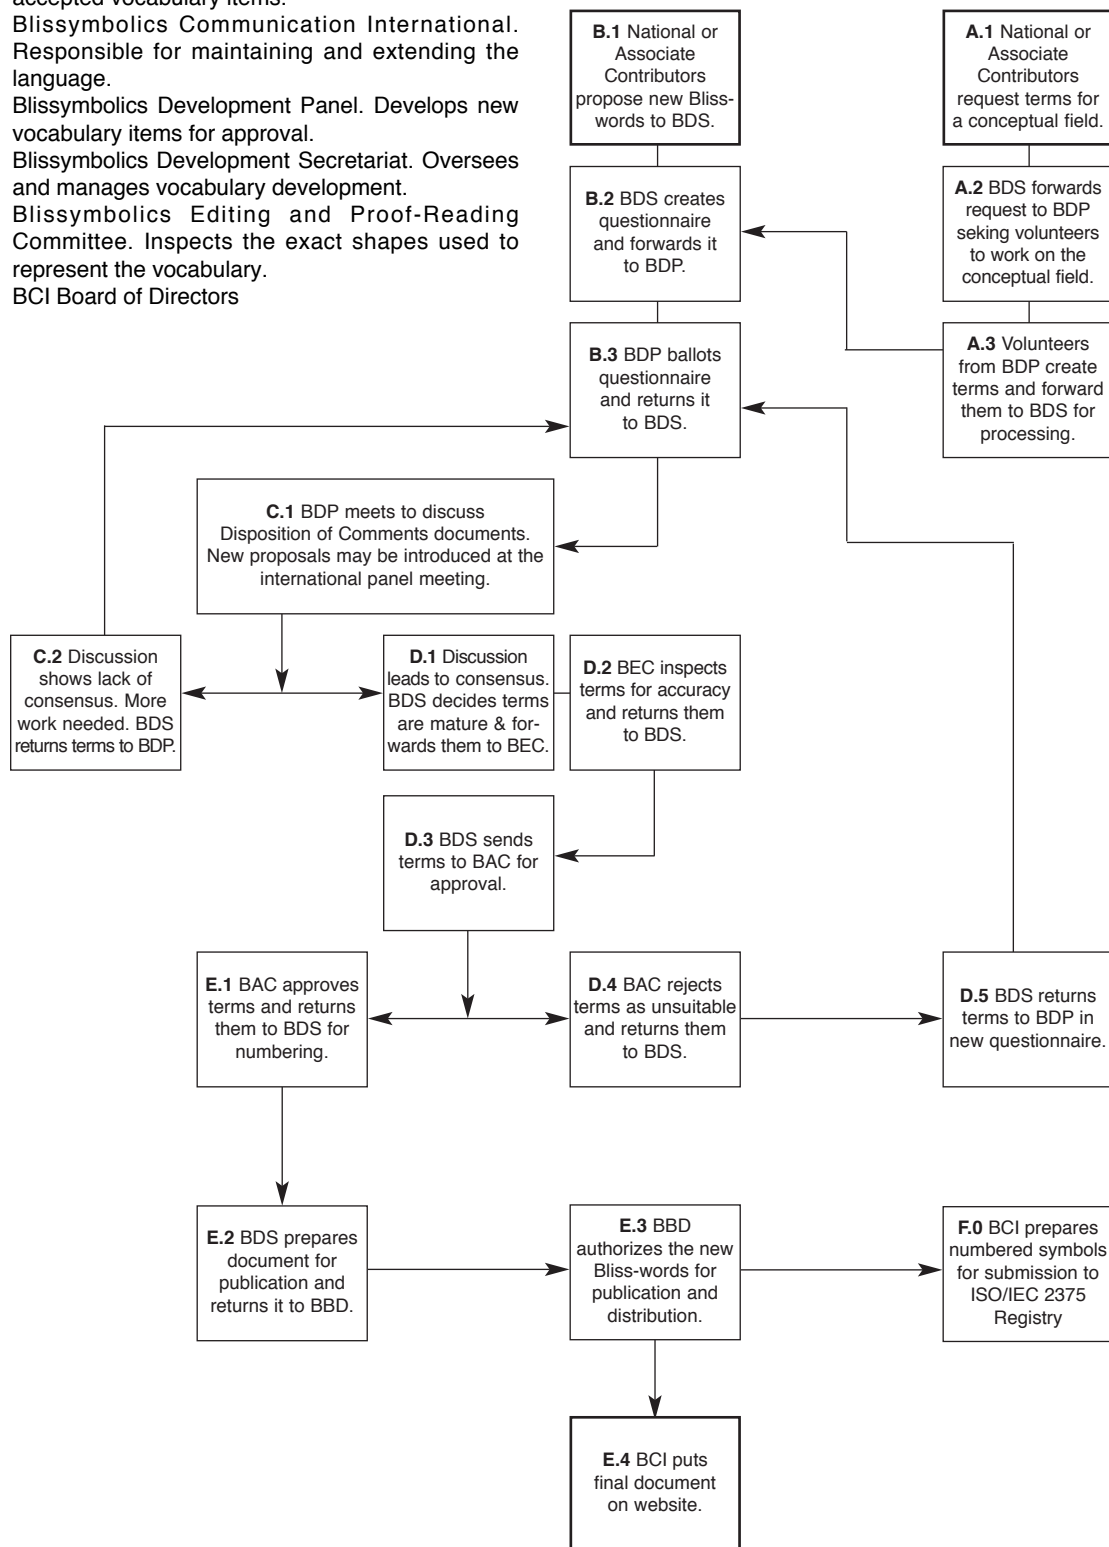 accepted vocabulary items.
Blissymbolics Communication International.
Responsible for maintaining and extending the
language.
Blissymbolics Development Panel. Develops new
vocabulary items for approval.
Blissymbolics Development Secretariat. Oversees
and manages vocabulary development.
Blissymbolics Editing and Proof-Reading
Committee. Inspects the exact shapes used to
represent the vocabulary.
BCI Board of Directors
B.1 National or
Associate
Contributors
propose new Bliss-
words to BDS.
A.1 National or
Associate
Contributors
request terms for
a conceptual field.
B.2 BDS creates
questionnaire
and forwards it
to BDP.
A.2 BDS forwards
request to BDP
seking volunteers
to work on the
conceptual field.
B.3 BDP ballots
questionnaire
and returns it
to BDS.
A.3 Volunteers
from BDP create
terms and forward
them to BDS for
processing.
C.1 BDP meets to discuss
Disposition of Comments documents.
New proposals may be introduced at the
international panel meeting.
C.2 Discussion
shows lack of
consensus. More
work needed. BDS
returns terms to BDP.
D.1 Discussion
leads to consensus.
BDS decides terms
are mature & for-
wards them to BEC.
D.2 BEC inspects
terms for accuracy
and returns them
to BDS.
D.3 BDS sends
terms to BAC for
approval.
E.1 BAC approves
terms and returns
them to BDS for
numbering.
D.4 BAC rejects
terms as unsuitable
and returns them
to BDS.
D.5 BDS returns
terms to BDP in
new questionnaire.
E.2 BDS prepares
document for
publication and
returns it to BBD.
E.3 BBD
authorizes the new
Bliss-words for
publication and
distribution.
F.0 BCI prepares
numbered symbols
for submission to
ISO/IEC 2375
Registry
E.4 BCI puts
final document
on website.